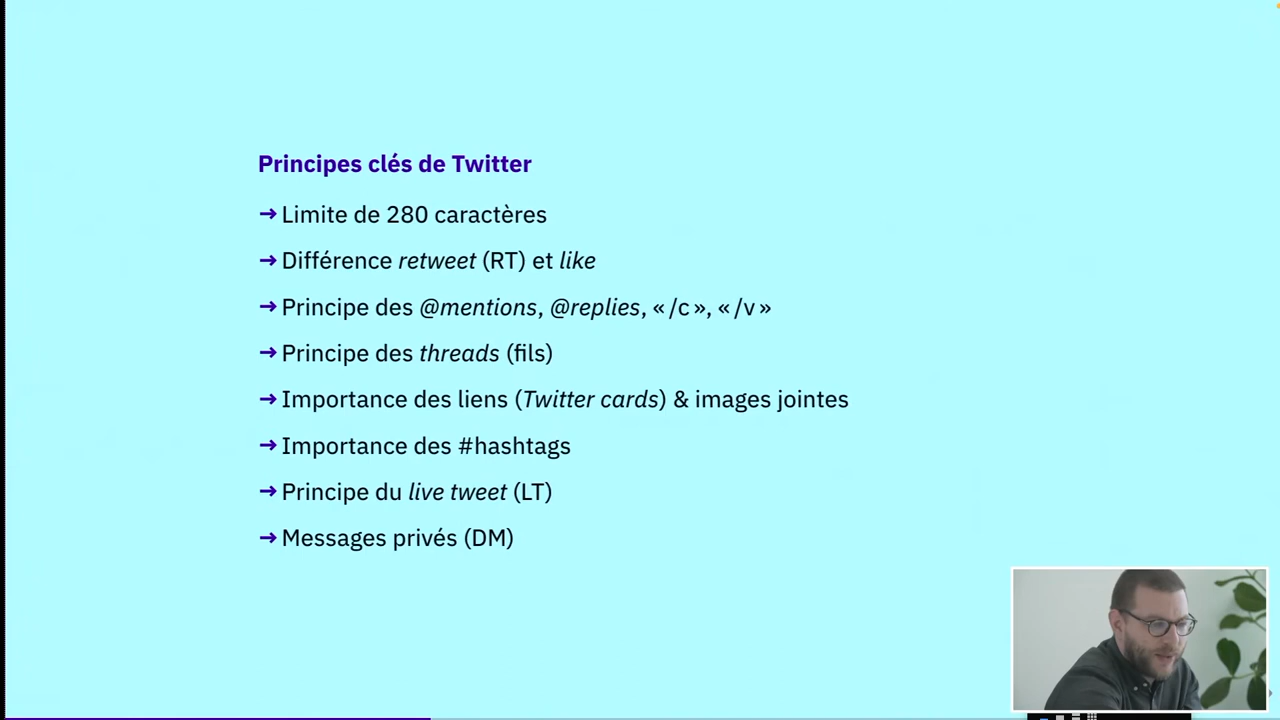 Principes clés de Twitter
→ Limite de 280 caractères
→ Différence retweet (RT) et like
→ Principe des @mentions, @replies, « /c », « /v »
→ Principe des threads (fils)
→ Importance des liens (Twitter cards) & images jointes
→ Importance des #hashtags
→ Principe du live tweet (LT)
→ Messages privés (DM)